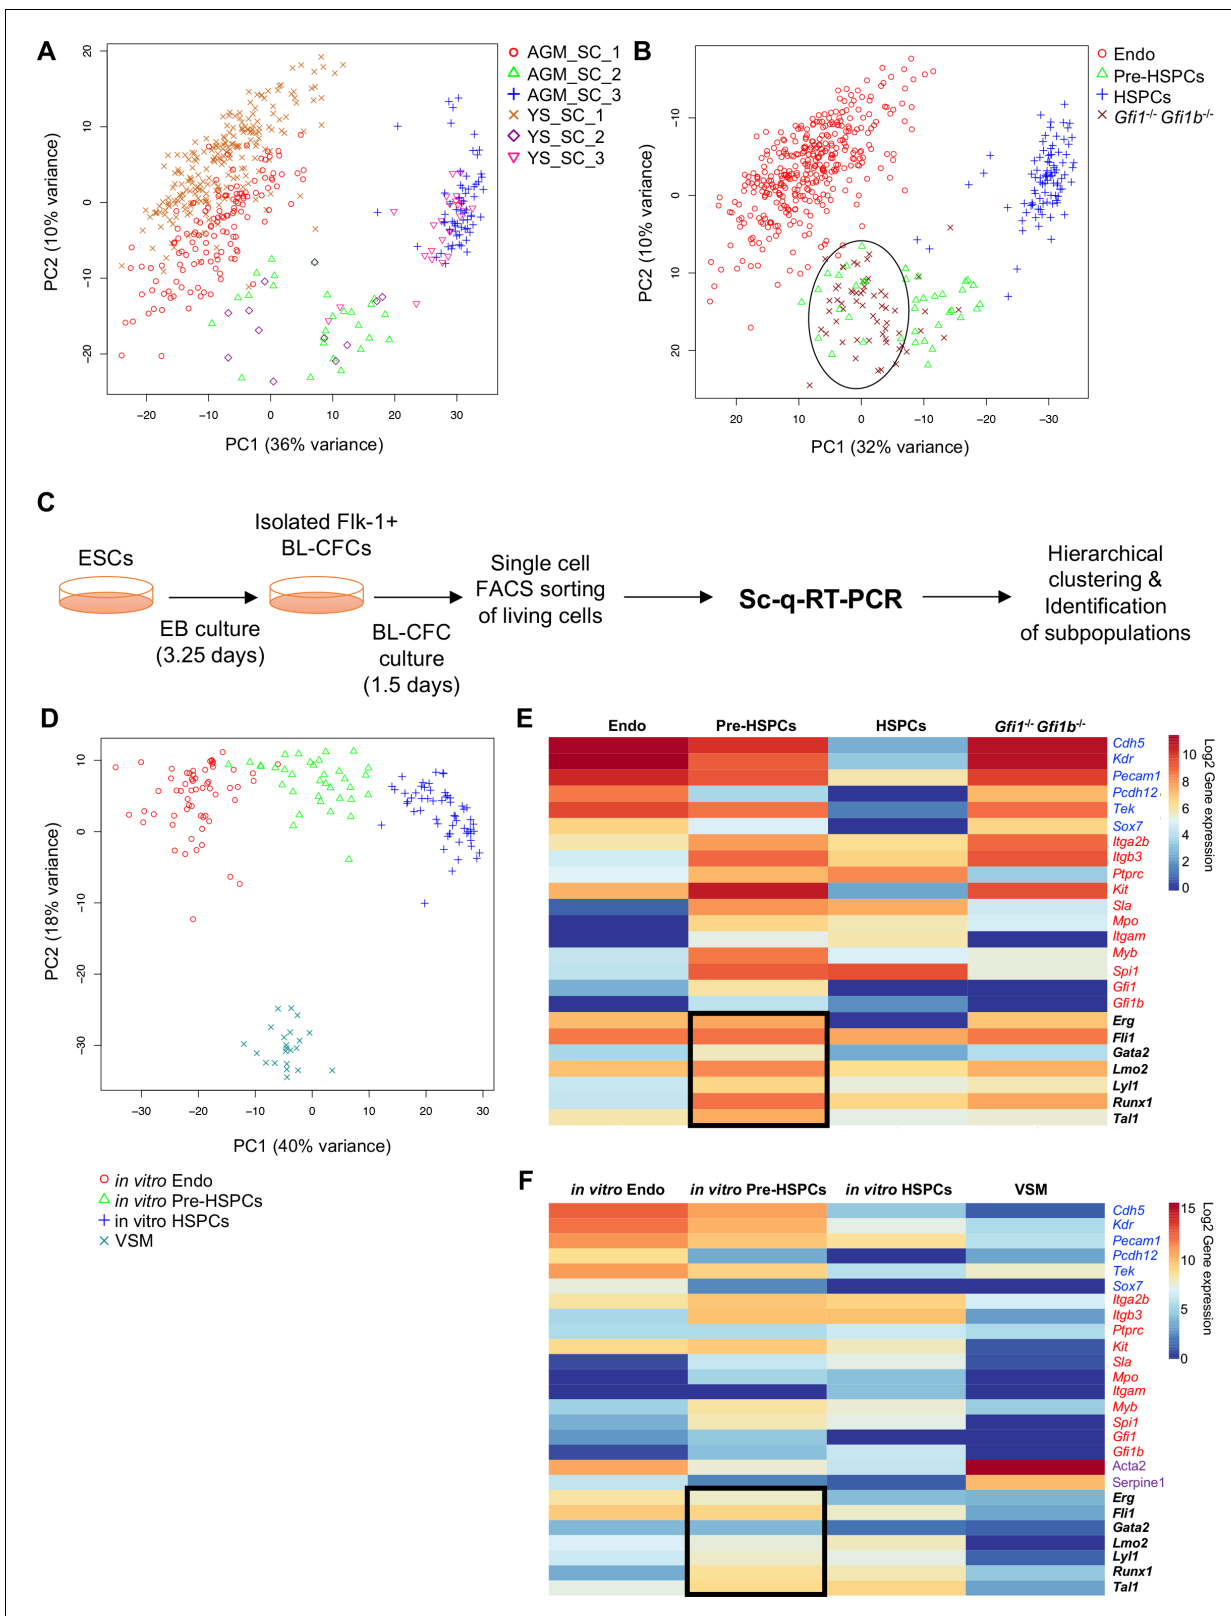 A
20
10
0
−10
−20
PC2 (10% variance)
−20
−10
0
10
20
30
PC1 (36% variance)
AGM_SC_1
AGM_SC_2
AGM_SC_3
YS_SC_1
YS_SC_2
YS_SC_3
B
−10
0
10
20
PC2 (10% variance)
20
10
0
−10
−20
−30
PC1 (32% variance)
Endo
Pre-HSPCs
HSPCs
Gfi1-/- Gfi1b-/-
C
ESCs
EB culture
(3.25 days)
Isolated Flk-1+
BL-CFCs
BL-CFC
culture
(1.5 days)
Single cell
FACS sorting
of living cells
Sc-q-RT-PCR
Hierarchical
clustering &
Identification
of subpopulations
D
10
0
−10
−20
−30
PC2 (18% variance)
−30
−20
−10
0
10
20
30
PC1 (40% variance)
in vitro Endo
in vitro Pre-HSPCs
in vitro HSPCs
VSM
E
Endo
Pre-HSPCs
HSPCs
Gfi1-/- Gfi1b-/-
Cdh5
Kdr
Pecam1
Pcdh12
Tek
Sox7
Itga2b
Itgb3
Ptprc
Kit
Sla
Mpo
Itgam
Myb
Spi1
Gfi1
Gfi1b
Erg
Fli1
Gata2
Lmo2
Lyl1
Runx1
Tal1
10
8
6
4
2
0
Log2 Gene expression
F
in vitro Endo
in vitro Pre-HSPCs
in vitro HSPCs
VSM
Cdh5
Kdr
Pecam1
Pcdh12
Tek
Sox7
Itga2b
Itgb3
Ptprc
Kit
Sla
Mpo
Itgam
Myb
Spi1
Gfi1
Gfi1b
Acta2
Serpine1
Erg
Fli1
Gata2
Lmo2
Lyl1
Runx1
Tal1
15
10
5
0
Log2 Gene expression